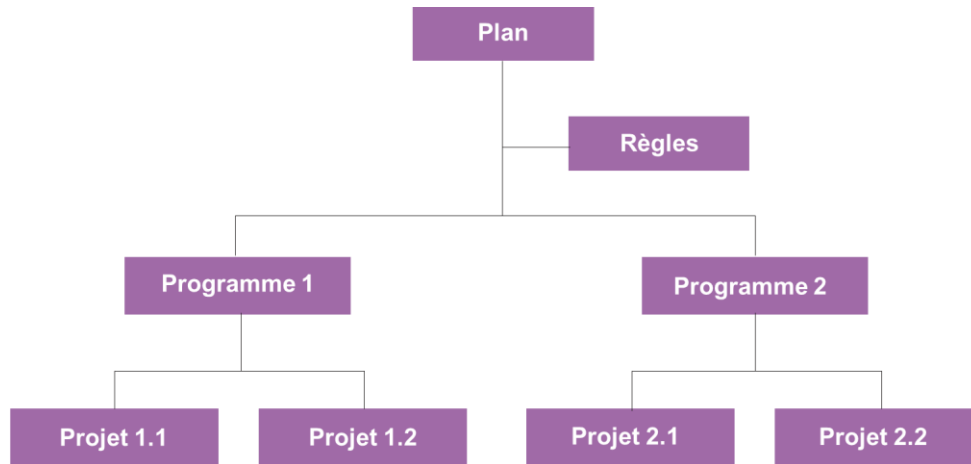 Plan
Règles
Programme 1
Programme 2
Projet 1.1
Projet 1.2
Projet 2.1
Projet 2.2